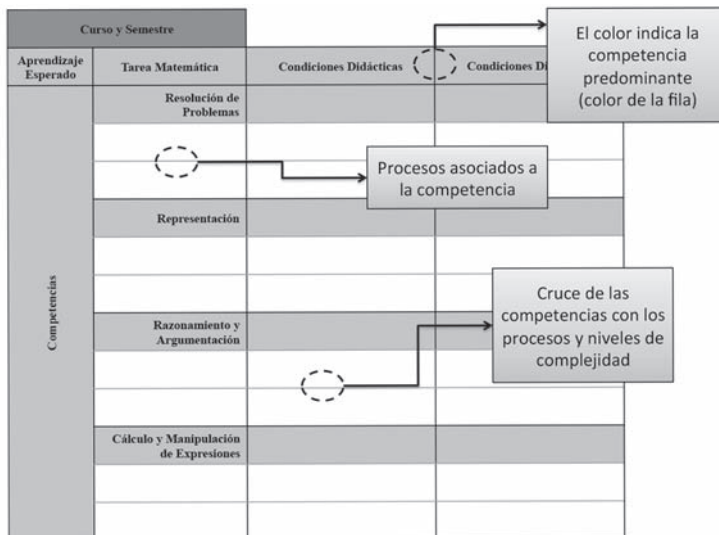 Curso y Semestre
Aprendizaje
Esperado
Tarea Matemática
Condiciones Didácticas
Condiciones Di
El color indica la
competencia
predominante
(color de la fila)
Resolución de
Problemas
Procesos asociados a
la competencia
Representación
Competencias
Cruce de las
competencias con los
procesos y niveles de
complejidad
Razonamiento y
Argumentación
Cálculo y Manipulación
de Expresiones